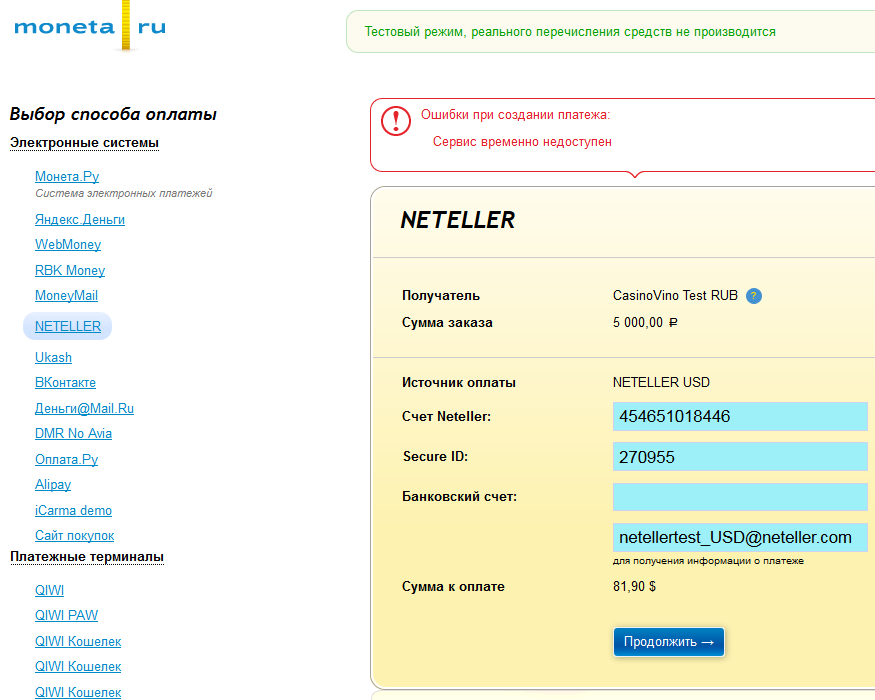 moneta ru
Тестовый режим, реального перечисления средств не производится
Выбор способа оплаты
Электронные системы
Монета.Ру
Система электронных платежей
Яндекс.Деньги
WebMoney
RBK Money
MoneyMail
NETELLER
Ukash
ВКонтакте
Деньги@Mail.Ru
DMR No Avia
Оплата.Ру
Alipay
iCarma demo
Сайт покупок
Платежные терминалы
QIWI
QIWI PAW
QIWI Кошелек
QIWI Кошелек
QIWI Кошелек
!
Ошибки при создании платежа:
Сервис временно недоступен
NETELLER
Получатель CasinoVino Test RUB ?
Сумма заказа 5 000,00 ₽
Источник оплаты NETELLER USD
Счет Neteller: 454651018446
Secure ID: 270955
Банковский счет:
netellertest_USD@neteller.com
для получения информации о платеже
Сумма к оплате 81,90 $
Продолжить →